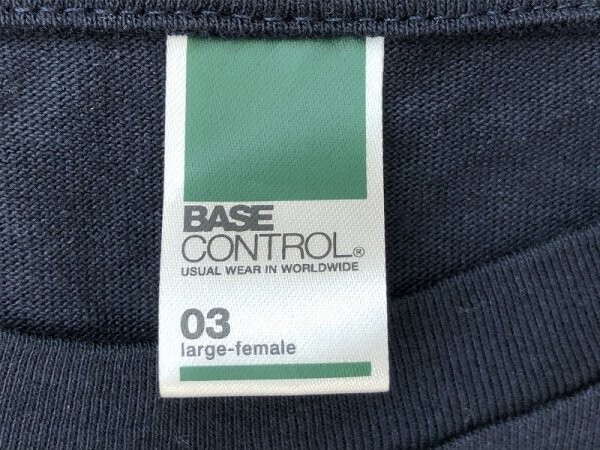 BASE
CONTROL®
USUAL WEAR IN WORLDWIDE
03
large-female